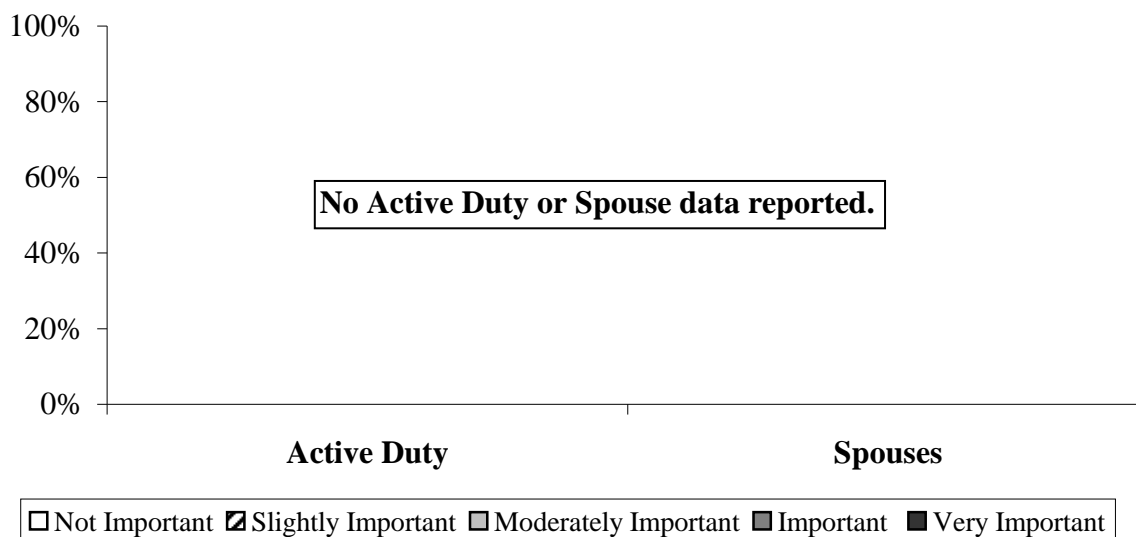 100%
80%
60%
No Active Duty or Spouse data reported.
40%
20%
0%
Active Duty Spouses
Not Important Slightly Important Moderately Important Important Very Important